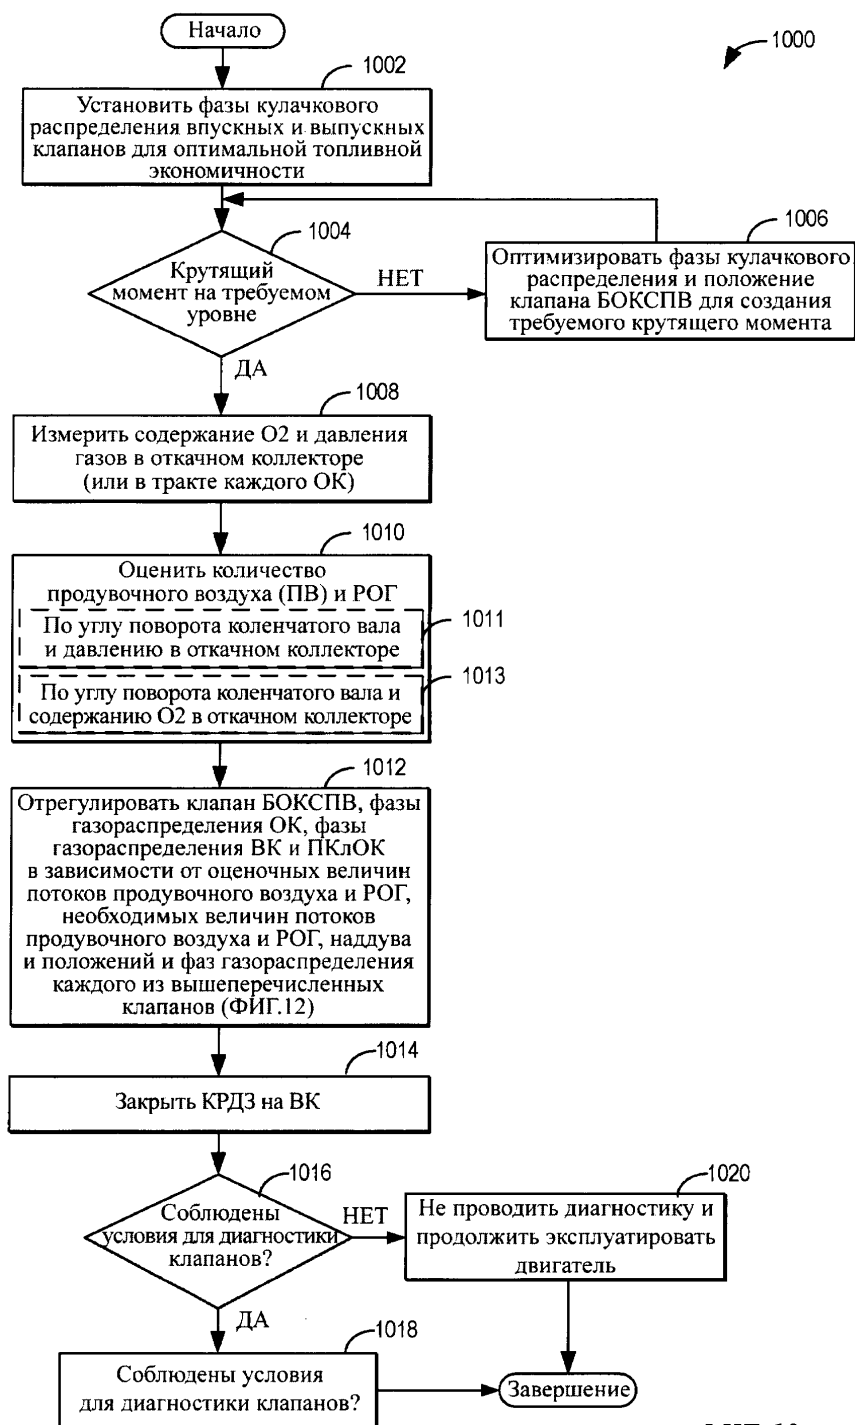 Начало
1000
1002
Установить фазы кулачкового
распределения впускных и выпускных
клапанов для оптимальной топливной
экономичности
1004
Крутящий
момент на требуемом
уровне
НЕТ
1006
Оптимизировать фазы кулачкового
распределения и положение
клапана БОКСПВ для создания
требуемого крутящего момента
ДА
1008
Измерить содержание O2 и давления
газов в откачном коллекторе
(или в тракте каждого ОК)
1010
Оценить количество
продувочного воздуха (ПВ) и РОГ
1011
По углу поворота коленчатого вала
и давлению в откачном коллекторе
1013
По углу поворота коленчатого вала и
содержанию O2 в откачном коллекторе
1012
Отрегулировать клапан БОКСПВ, фазы
газораспределения ОК, фазы
газораспределения ВК и ПКлОК
в зависимости от оценочных величин
потоков продувочного воздуха и РОГ,
необходимых величин потоков
продувочного воздуха и РОГ, наддува
и положений и фаз газораспределения
каждого из вышеперечисленных
клапанов (ФИГ.12)
1014
Закрыть КРДЗ на ВК
1016
Соблюдены
условия для диагностики
клапанов?
НЕТ
1020
Не проводить диагностику и
продолжить эксплуатировать
двигатель
ДА
1018
Соблюдены условия
для диагностики клапанов?
Завершение